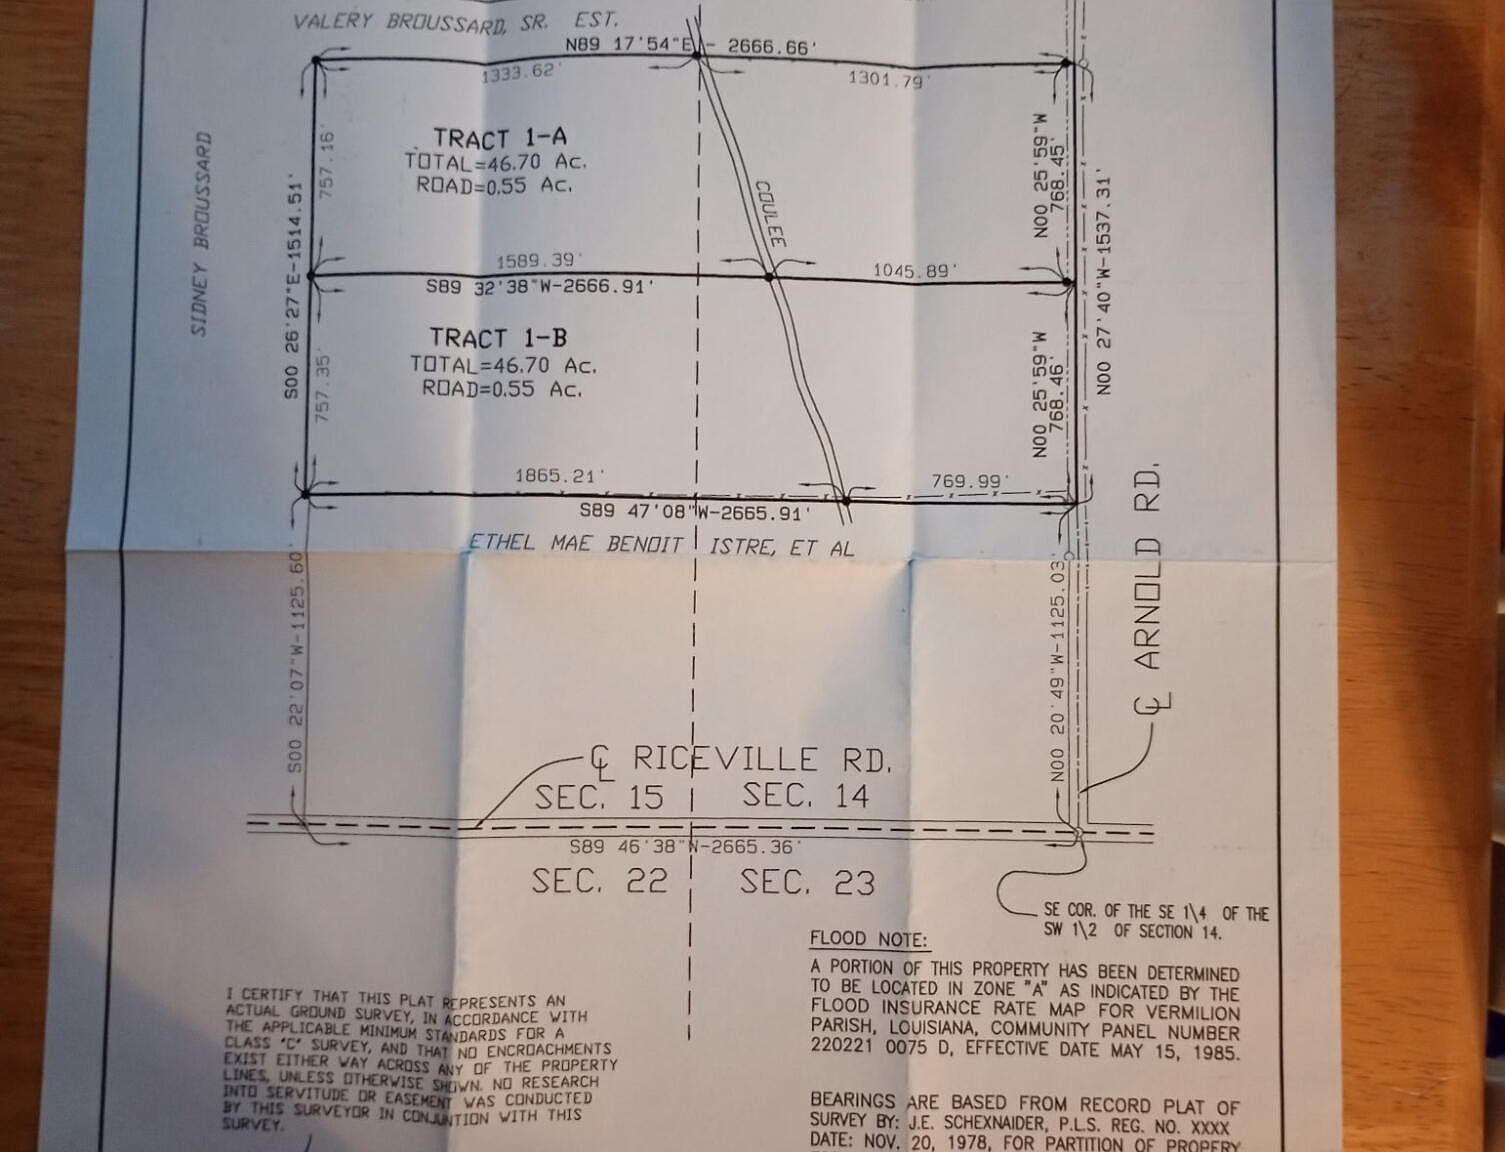 VALERY BROUSSARD, SR. EST.
N89 17'54"E - 2666.66'
1333.62'
1301.79'
SIDNEY BROUSSARD
S00 26'27"E-1514.51'
757.16'
TRACT 1-A
TOTAL=46.70 Ac.
ROAD=0.55 Ac.
COULEE
N00 25'59"W
768.45'
N00 27'40"W-1537.31'
1589.39'
S89 32'38"W-2666.91'
1045.89'
757.35'
TRACT 1-B
TOTAL=46.70 Ac.
ROAD=0.55 Ac.
N00 25'59"W
768.46'
1865.21'
769.99'
S89 47'08"W-2665.91'
ETHEL MAE BENOIT ISTRE, ET AL
S00 22'07"W-1125.60'
N00 20'49"W-1125.03'
℄ ARNOLD RD.
℄ RICEVILLE RD.
SEC. 15 SEC. 14
S89 46'38"W-2665.36'
SEC. 22 SEC. 23
SE COR. OF THE SE 1\4 OF THE
SW 1\2 OF SECTION 14.
FLOOD NOTE:
A PORTION OF THIS PROPERTY HAS BEEN DETERMINED
TO BE LOCATED IN ZONE "A" AS INDICATED BY THE
FLOOD INSURANCE RATE MAP FOR VERMILION
PARISH, LOUISIANA, COMMUNITY PANEL NUMBER
220221 0075 D, EFFECTIVE DATE MAY 15, 1985.
I CERTIFY THAT THIS PLAT REPRESENTS AN
ACTUAL GROUND SURVEY, IN ACCORDANCE WITH
THE APPLICABLE MINIMUM STANDARDS FOR A
CLASS "C" SURVEY, AND THAT NO ENCROACHMENTS
EXIST EITHER WAY ACROSS ANY OF THE PROPERTY
LINES, UNLESS OTHERWISE SHOWN. NO RESEARCH
INTO SERVITUDE OR EASEMENT WAS CONDUCTED
BY THIS SURVEYOR IN CONJUNTION WITH THIS
SURVEY.
BEARINGS ARE BASED FROM RECORD PLAT OF
SURVEY BY: J.E. SCHEXNAIDER, P.L.S. REG. NO. XXXX
DATE: NOV. 20, 1978, FOR PARTITION OF PROPERTY